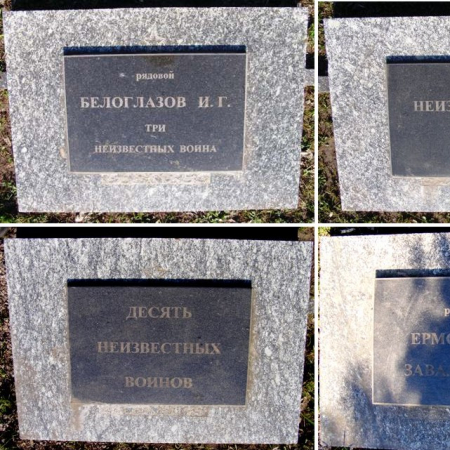 рядовой
БЕЛОГЛАЗОВ И. Г.
ТРИ
НЕИЗВЕСТНЫХ ВОИНА
НЕИЗ
ДЕСЯТЬ
НЕИЗВЕСТНЫХ
ВОИНОВ
Р
ЕРМО
ЗАВА